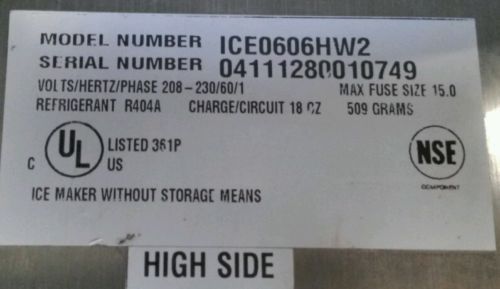 MODEL NUMBER ICE0606HW2
SERIAL NUMBER 04111280010749
VOLTS/HERTZ/PHASE 208-230/60/1 MAX FUSE SIZE 15.0
REFRIGERANT R404A CHARGE/CIRCUIT 18 OZ 509 GRAMS
C UL LISTED 361P
US
NSE
COMPONENT
ICE MAKER WITHOUT STORAGE MEANS
HIGH SIDE